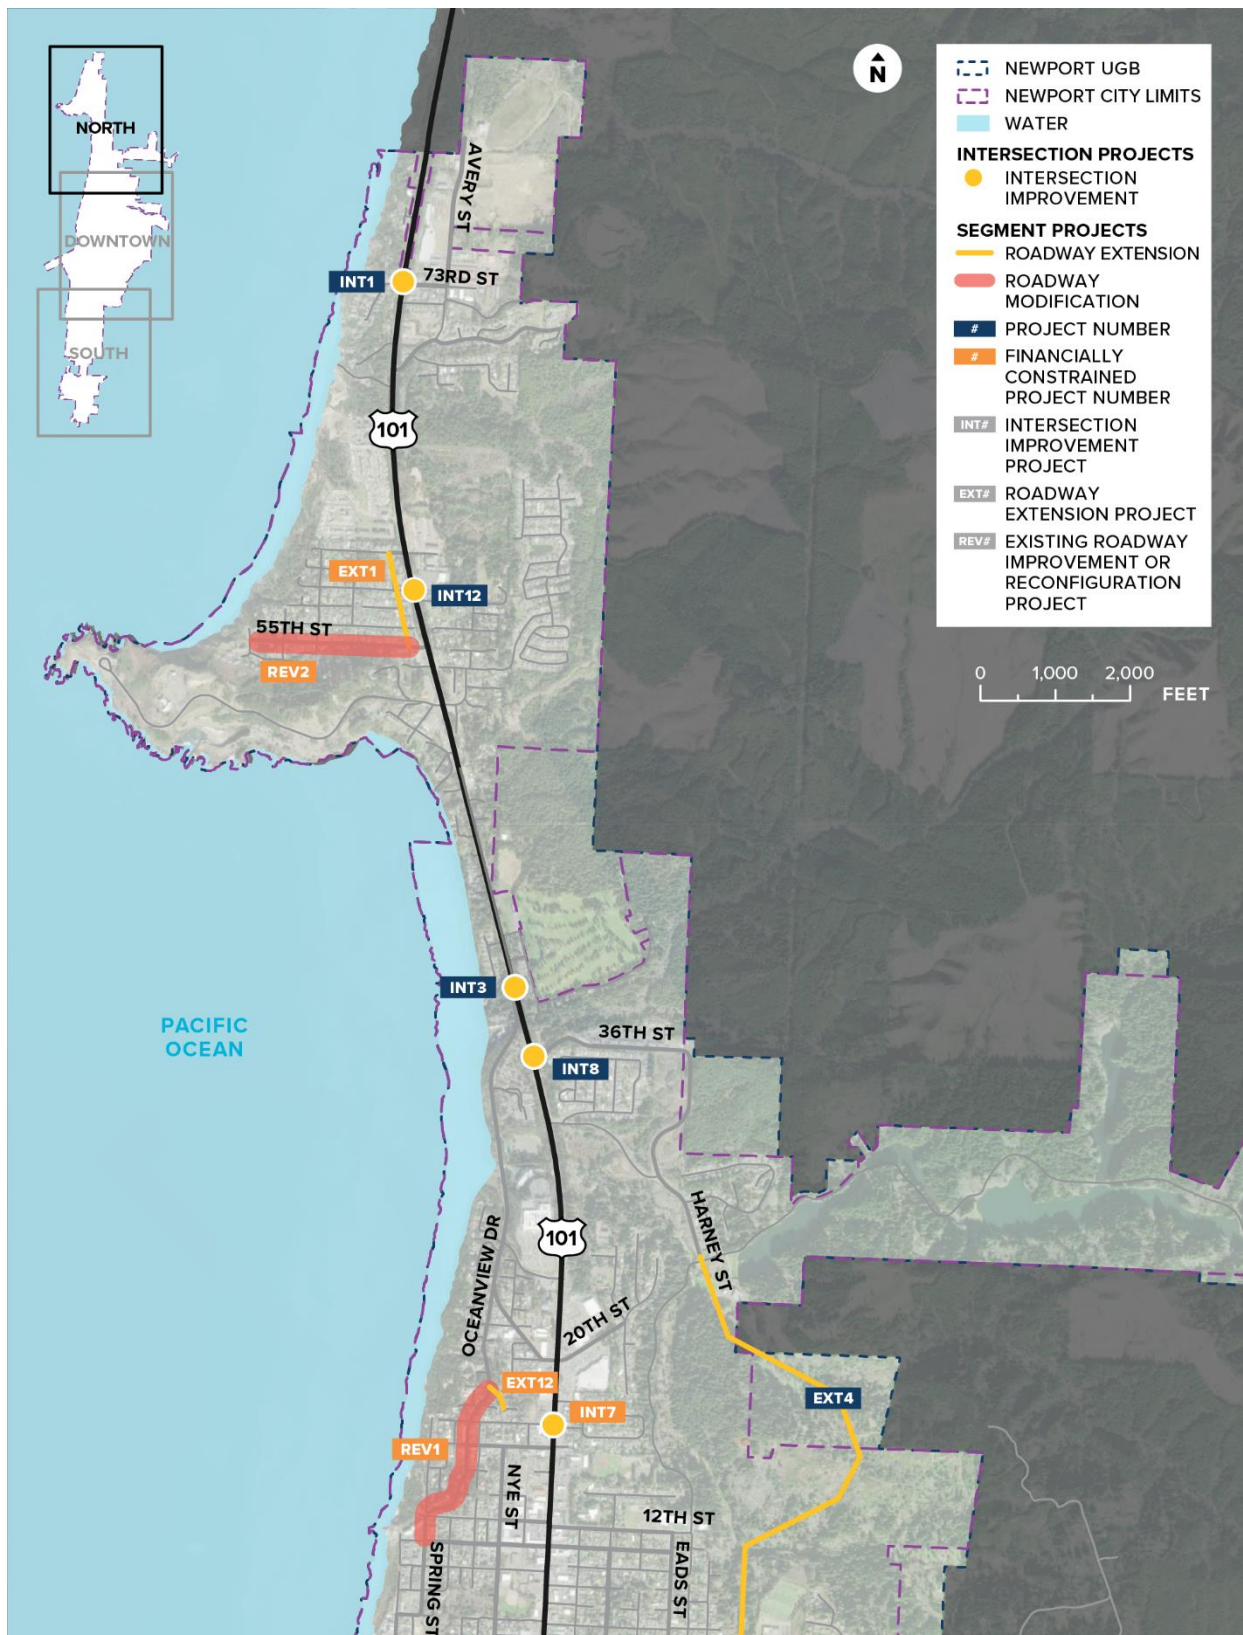 NORTH
DOWNTOWN
SOUTH
N
NEWPORT UGB
NEWPORT CITY LIMITS
WATER
INTERSECTION PROJECTS
INTERSECTION
IMPROVEMENT
SEGMENT PROJECTS
ROADWAY EXTENSION
ROADWAY
MODIFICATION
# PROJECT NUMBER
# FINANCIALLY
CONSTRAINED
PROJECT NUMBER
INT# INTERSECTION
IMPROVEMENT
PROJECT
EXT# ROADWAY
EXTENSION PROJECT
REV# EXISTING ROADWAY
IMPROVEMENT OR
RECONFIGURATION
PROJECT
0 1,000 2,000
FEET
AVERY ST
INT1
73RD ST
101
EXT1
INT12
55TH ST
REV2
INT3
PACIFIC
OCEAN
36TH ST
INT8
HARNEY ST
OCEANVIEW DR
101
20TH ST
EXT12
EXT4
INT7
REV1
NYE ST
12TH ST
SPRING ST
EADS ST